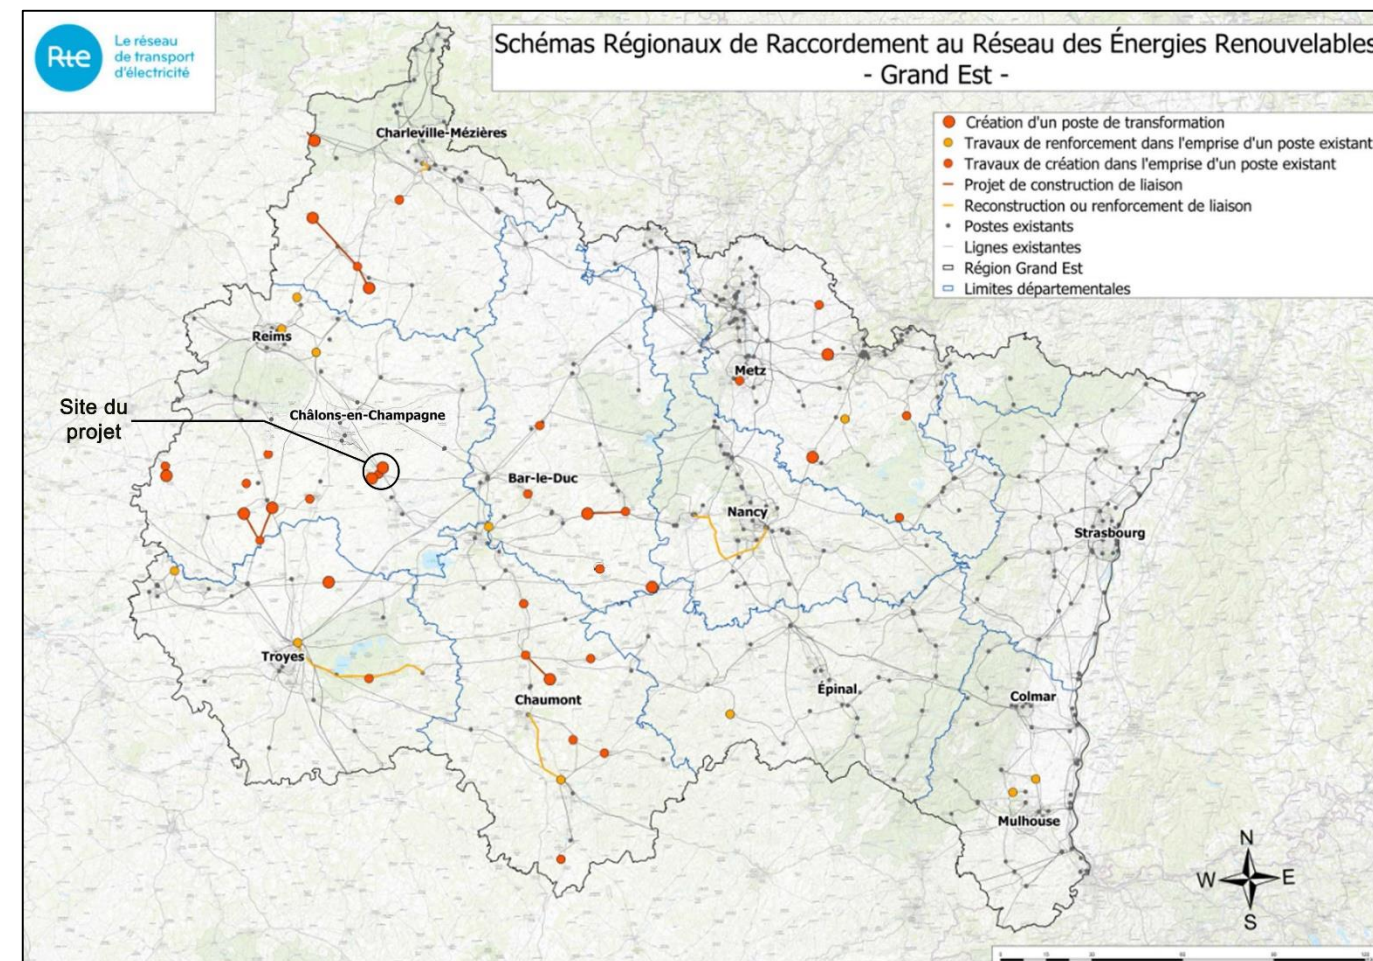 Rte
Le réseau
de transport
d'électricité
Schémas Régionaux de Raccordement au Réseau des Énergies Renouvelables
- Grand Est -
Création d'un poste de transformation
Travaux de renforcement dans l'emprise d'un poste existant
Travaux de création dans l'emprise d'un poste existant
Projet de construction de liaison
Reconstruction ou renforcement de liaison
Postes existants
Lignes existantes
Région Grand Est
Limites départementales
Charleville-Mézières
Reims
Metz
Site du
projet
Châlons-en-Champagne
Bar-le-Duc
Nancy
Strasbourg
Troyes
Chaumont
Épinal
Colmar
Mulhouse
N
W
E
S